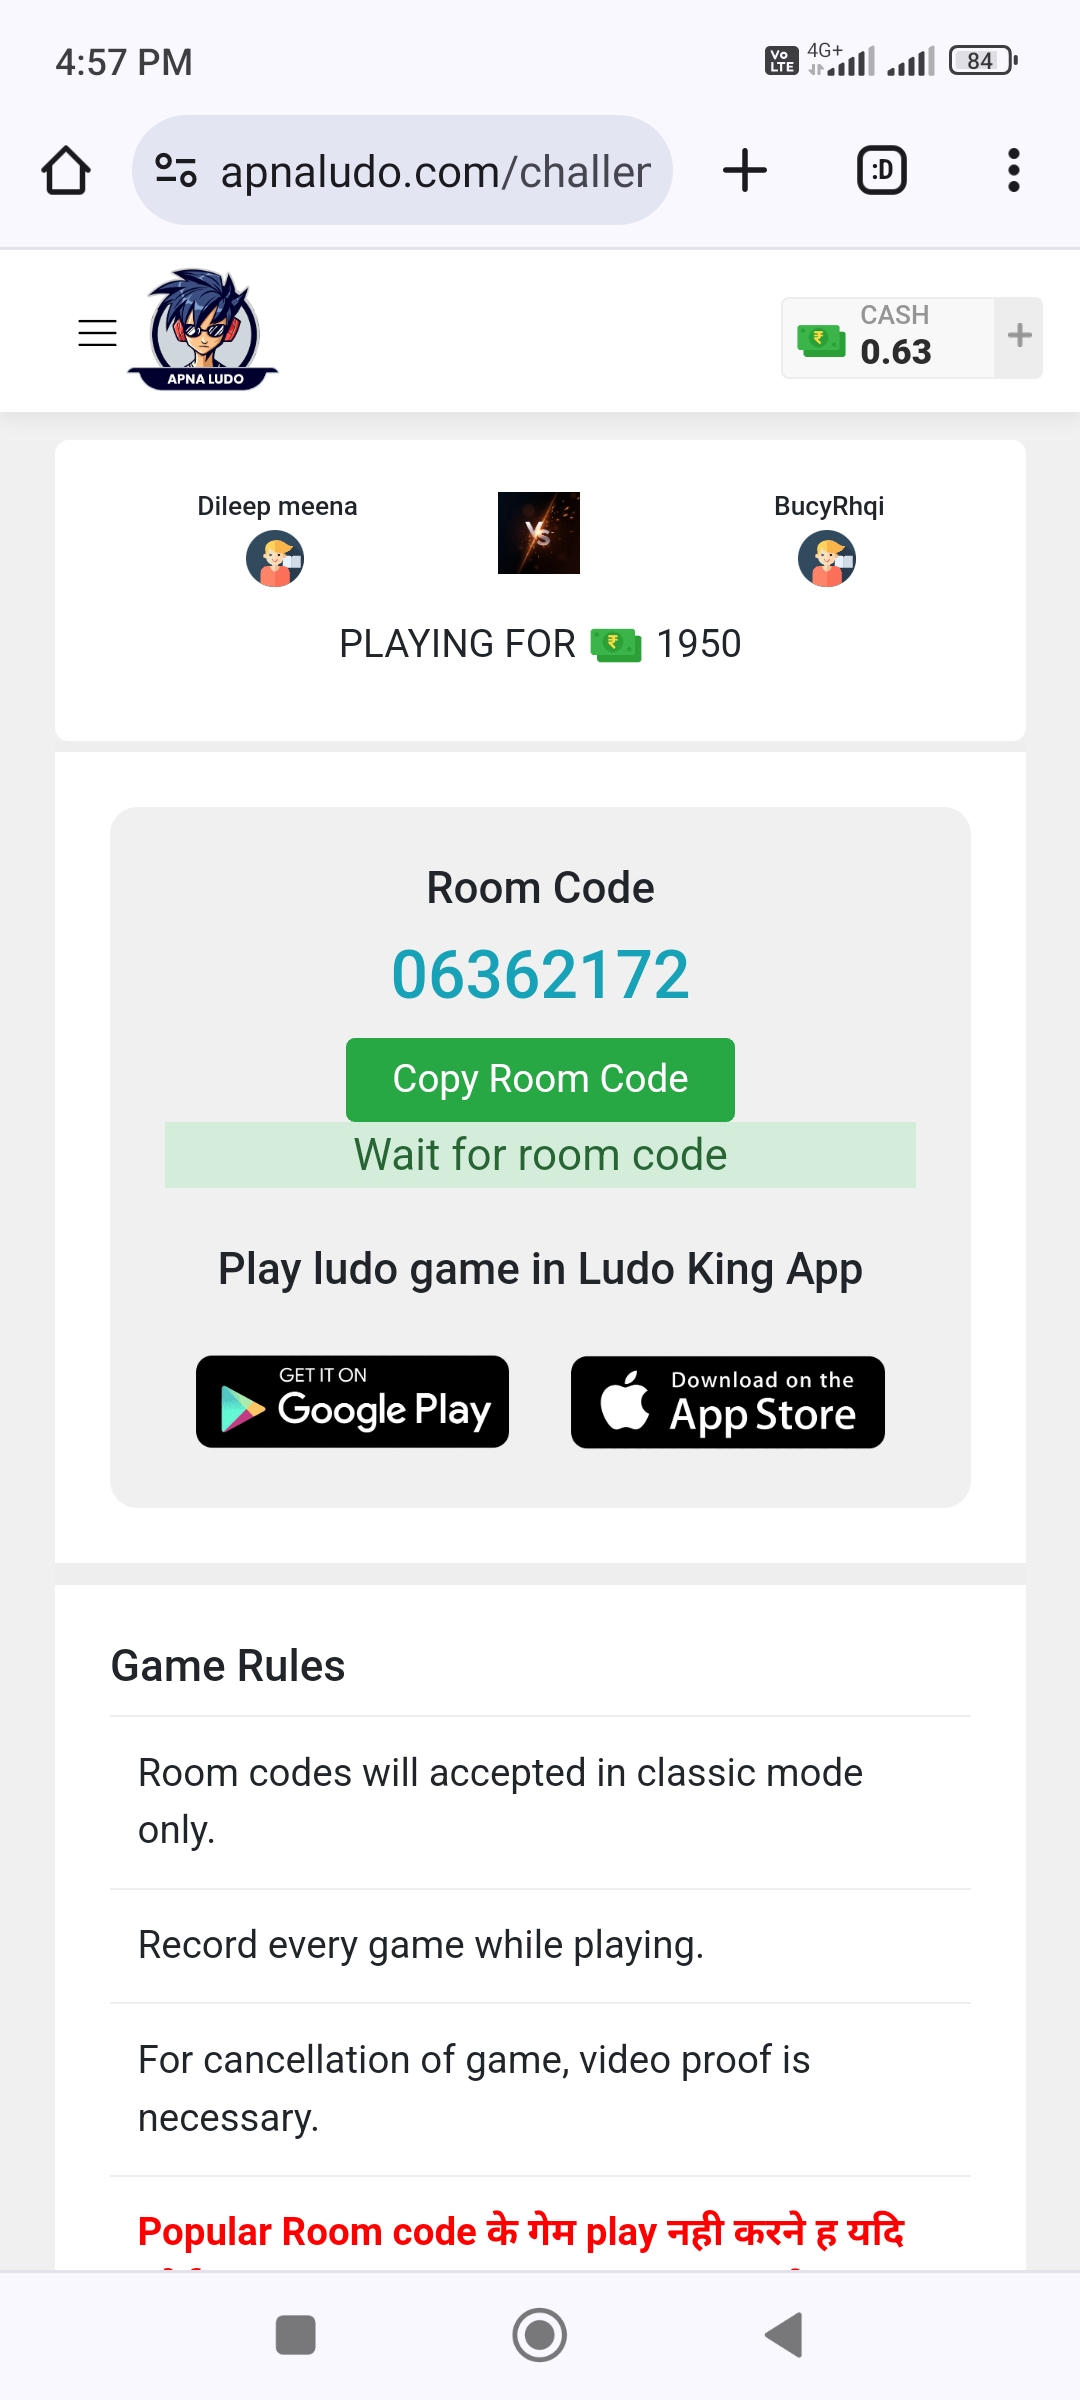 4:57 PM
Vo LTE
4G+
84
apnaludo.com/challer
:D
APNA LUDO
CASH
0.63
Dileep meena
VS
BucyRhqi
PLAYING FOR 1950
Room Code
06362172
Copy Room Code
Wait for room code
Play ludo game in Ludo King App
GET IT ON
Google Play
Download on the
App Store
Game Rules
Room codes will accepted in classic mode
only.
Record every game while playing.
For cancellation of game, video proof is
necessary.
Popular Room code के गेम play नही करने ह यदि